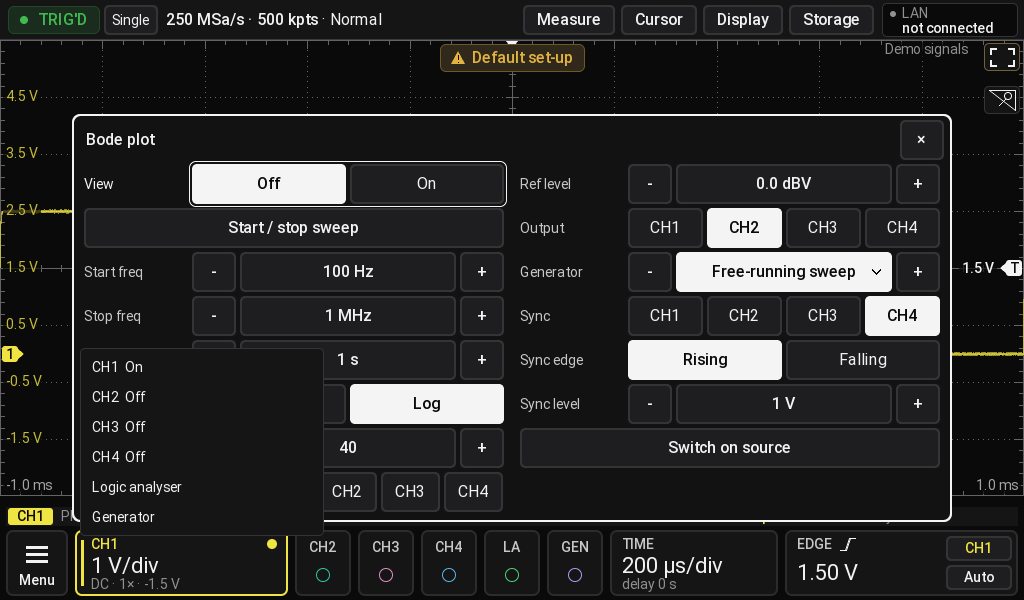 TRIG'D Single 250 MSa/s · 500 kpts · Normal Measure Cursor Display Storage LAN
not connected
Default set-up Demo signals
4.5 V
3.5 V
2.5 V
1.5 V
0.5 V
-0.5 V
-1.5 V
-1.0 ms
1
1.5 V T
1.0 ms
Bode plot ×
View Off On
Start / stop sweep
Start freq - 100 Hz +
Stop freq - 1 MHz +
1 s +
Log
40 +
CH2 CH3 CH4
Ref level - 0.0 dBV +
Output CH1 CH2 CH3 CH4
Generator - Free-running sweep +
Sync CH1 CH2 CH3 CH4
Sync edge Rising Falling
Sync level - 1 V +
Switch on source
CH1 On
CH2 Off
CH3 Off
CH4 Off
Logic analyser
Generator
CH1
Menu
CH1
1 V/div
DC · 1× · -1.5 V
CH2 CH3 CH4 LA GEN
TIME
200 µs/div
delay 0 s
EDGE
1.50 V
CH1
Auto